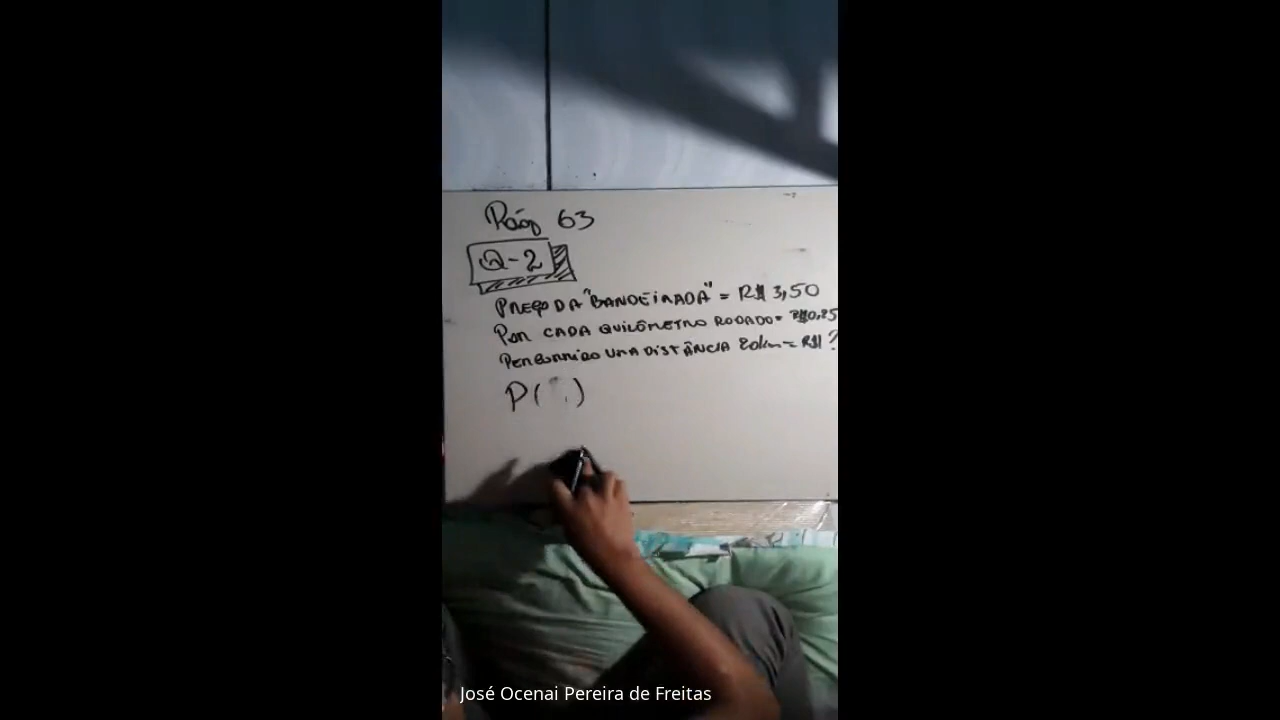 Pág 63
Q-2
PREÇO DA "BANDEIRADA" = R$ 3,50
POR CADA QUILÔMETRO RODADO = R$0,85
PERCORRIDO UMA DISTÂNCIA 20km = R$ ?
P( )
José Ocenai Pereira de Freitas